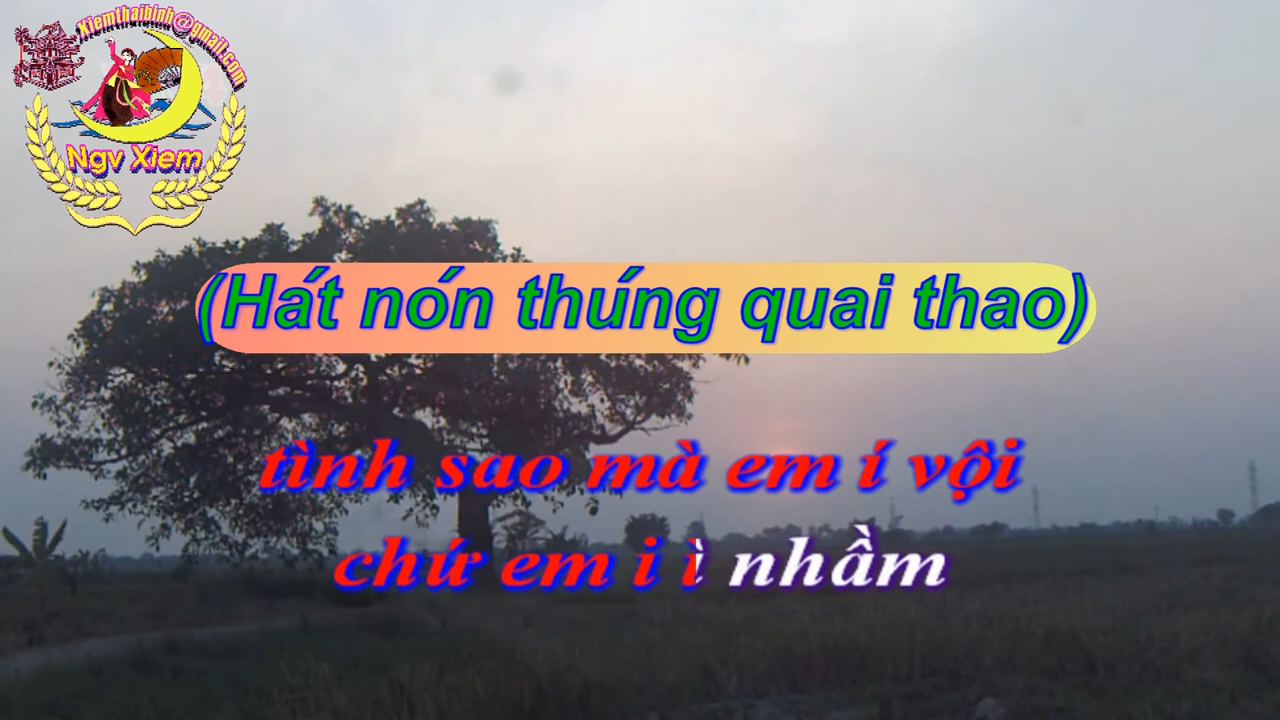 Xiemthaibinh@gmail.com
Ngv Xiem
(Hát nón thúng quai thao)
tình sao mà em í vội
chứ em i ì nhầm